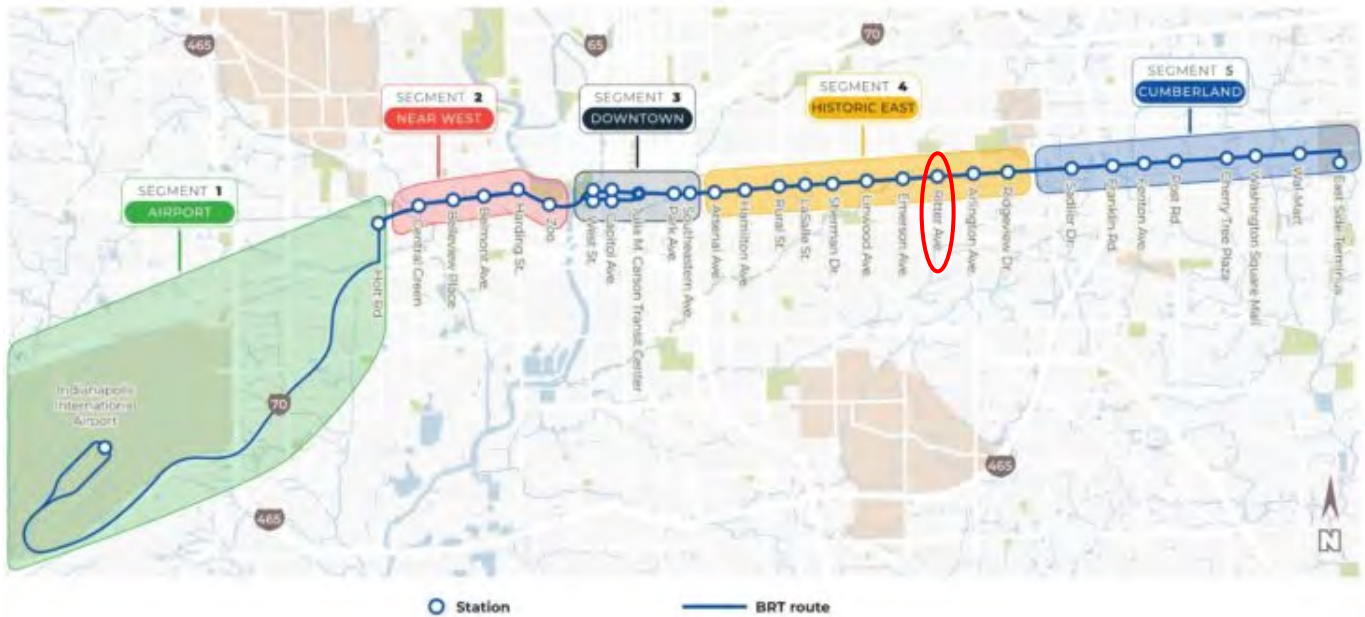 465
65
70
SEGMENT 1
AIRPORT
SEGMENT 2
NEAR WEST
SEGMENT 3
DOWNTOWN
SEGMENT 4
HISTORIC EAST
SEGMENT 5
CUMBERLAND
Holt Rd
Central Green
Belleview Place
Belmont Ave.
Harding St.
Zoo
West St.
Capitol Ave.
Julia M. Carson Transit Center
Park Ave.
Southeastern Ave.
Arsenal Ave.
Hamilton Ave.
Rural St.
LaSalle St.
Sherman Dr.
Linwood Ave.
Emerson Ave.
Ritter Ave.
Arlington Ave.
Ridgeview Dr.
Sadlier Dr.
Franklin Rd.
Fenton Ave.
Post Rd.
Cherry Tree Plaza
Washington Square Mall
Wal-Mart
East Side Terminus
Indianapolis
International
Airport
70
465
465
N
Station
BRT route